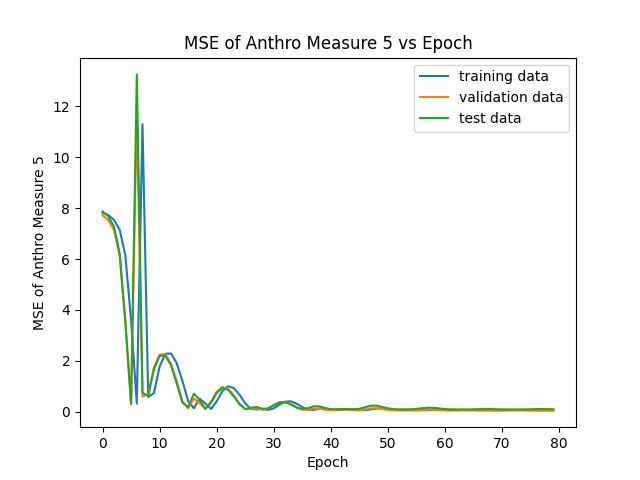 MSE of Anthro Measure 5 vs Epoch
training data
validation data
test data
MSE of Anthro Measure 5
12
10
8
6
4
2
0
0 10 20 30 40 50 60 70 80
Epoch